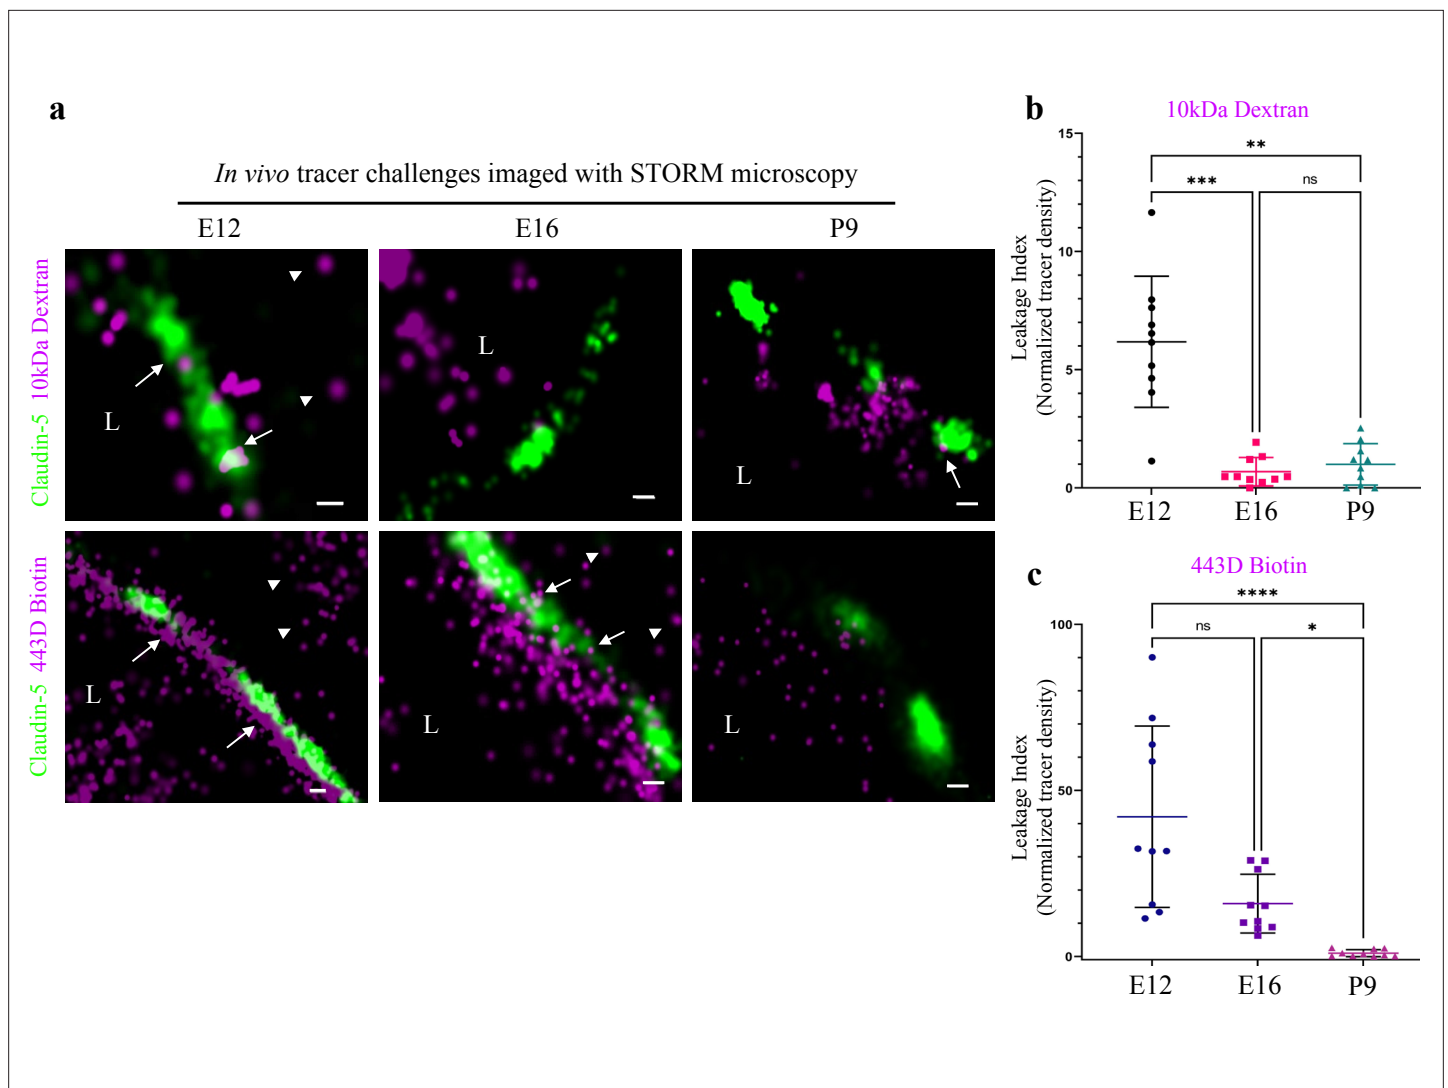 a
In vivo tracer challenges imaged with STORM microscopy
E12 E16 P9
Claudin-5 10kDa Dextran
L
L
L
Claudin-5 443D Biotin
L
L
L
b
10kDa Dextran
Leakage Index
(Normalized tracer density)
15
10
5
0
**
***
ns
E12 E16 P9
c
443D Biotin
Leakage Index
(Normalized tracer density)
100
50
0
****
ns
*
E12 E16 P9